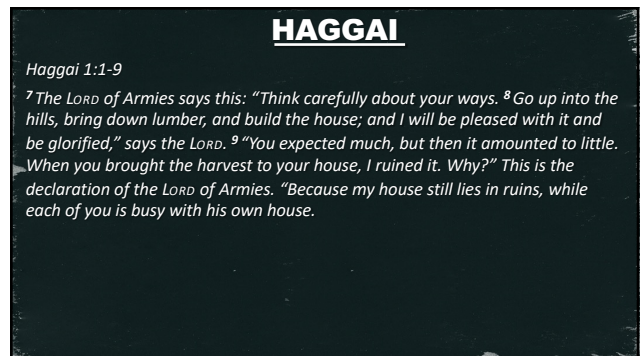 HAGGAI
Haggai 1:1-9
7 The LORD of Armies says this: “Think carefully about your ways. 8 Go up into the
hills, bring down lumber, and build the house; and I will be pleased with it and
be glorified,” says the LORD. 9 “You expected much, but then it amounted to little.
When you brought the harvest to your house, I ruined it. Why?” This is the
declaration of the LORD of Armies. “Because my house still lies in ruins, while
each of you is busy with his own house.